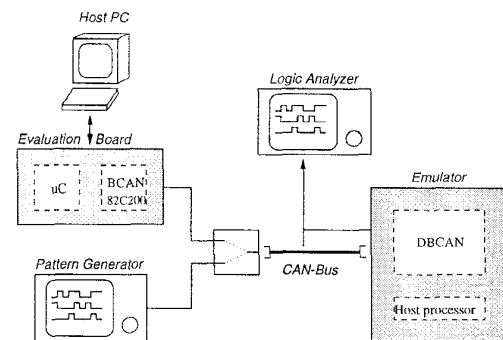 Host PC
Logic Analyzer
Evaluation Board
Emulator
uC
BCAN
82C200
DBCAN
Pattern Generator
CAN-Bus
Host processor